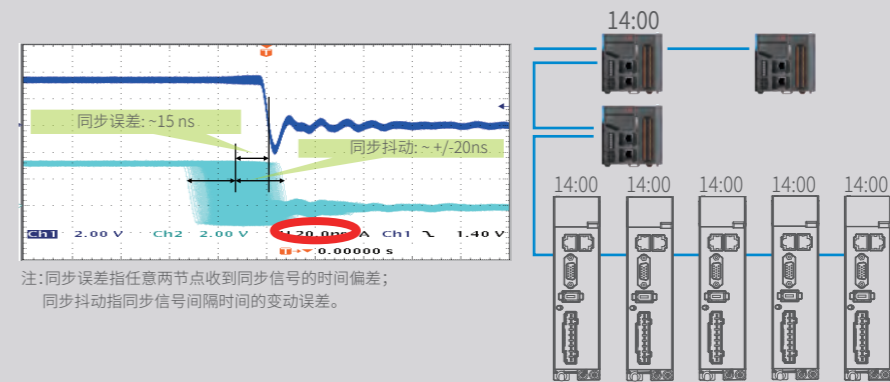 14:00
同步误差: ~15 ns
同步抖动: ~ +/-20ns
14:00 14:00 14:00 14:00 14:00
Ch1 2.00 V Ch2 2.00 V 20.0ns A Ch1 1.40 V
0.00000 s
注:同步误差指任意两节点收到同步信号的时间偏差；
同步抖动指同步信号间隔时间的变动误差。